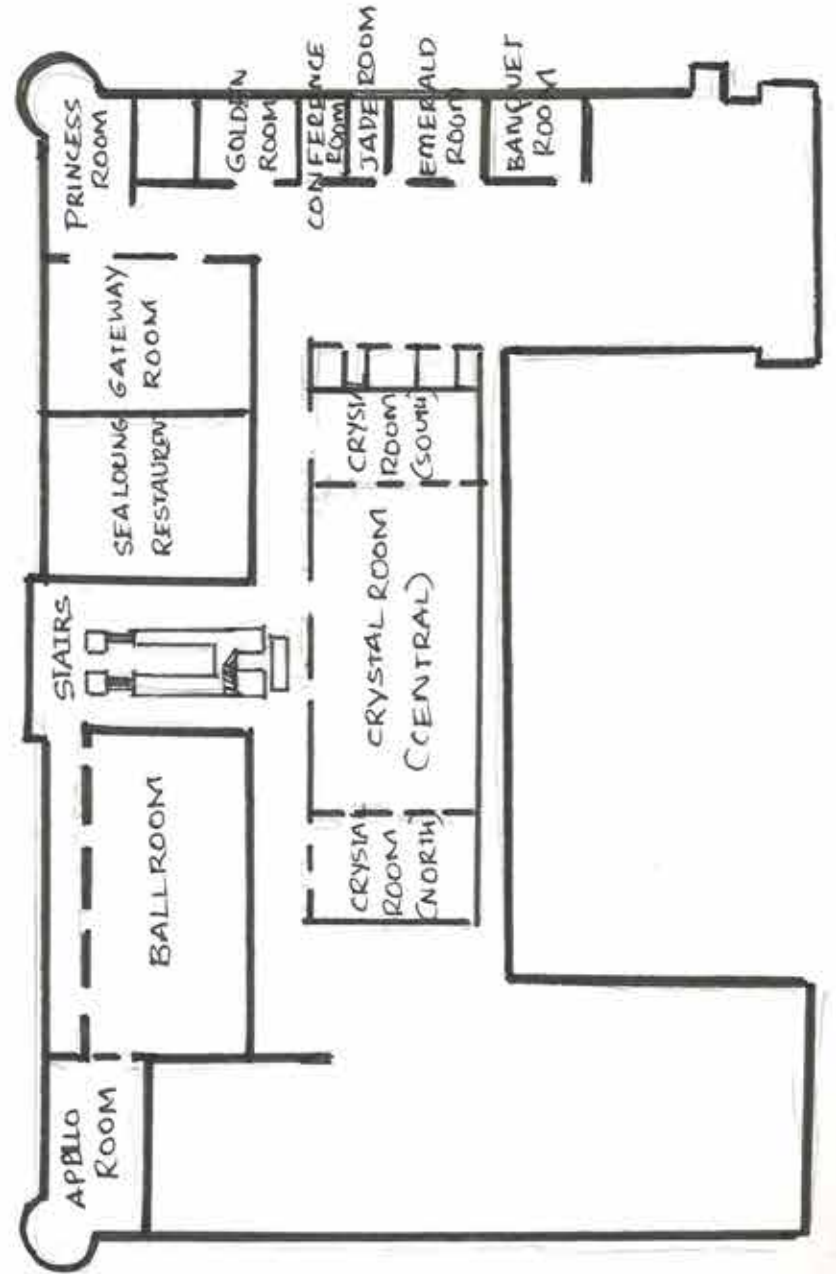 APOLLO
ROOM
BALLROOM
STAIRS
SEALOUNG
RESTAURENT
GATEWAY
ROOM
PRINCESS
ROOM
GOLDEN
ROOM
CONFERENCE
ROOM
JADE ROOM
EMERALD
ROOM
BANQUET
ROOM
CRYSTAL
ROOM
(NORTH)
CRYSTAL ROOM
(CENTRAL)
CRYST
ROOM
(SOUTH)